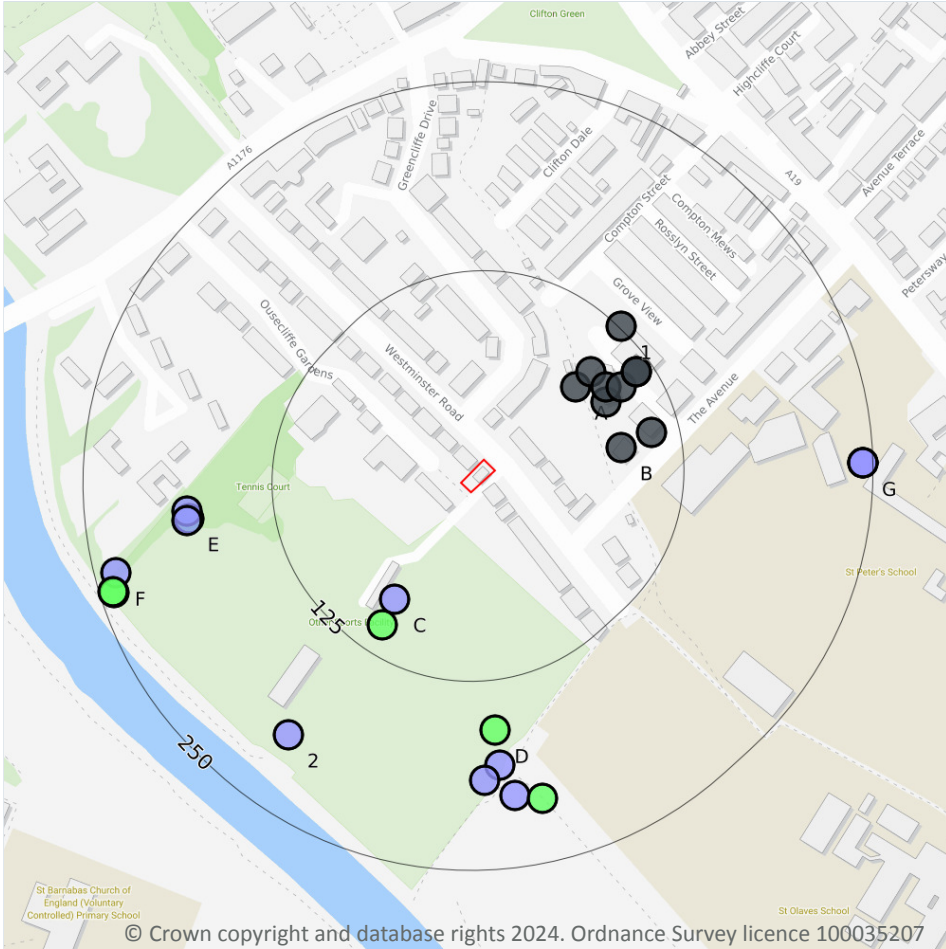 Clifton Green
Abbey Street
Highcliffe Court
A1176
Greencliffe Drive
Clifton Dale
A19
Avenue Terrace
Compton Street
Compton Mews
Rosslyn Street
Petersway
Grove View
Ousecliffe Gardens
Westminster Road
1
A
The Avenue
B
Tennis Court
G
E
St Peter's School
F
125
C
2
250
D
St Barnabas Church of
England (Voluntary
Controlled) Primary School
St Olaves School
© Crown copyright and database rights 2024. Ordnance Survey licence 100035207